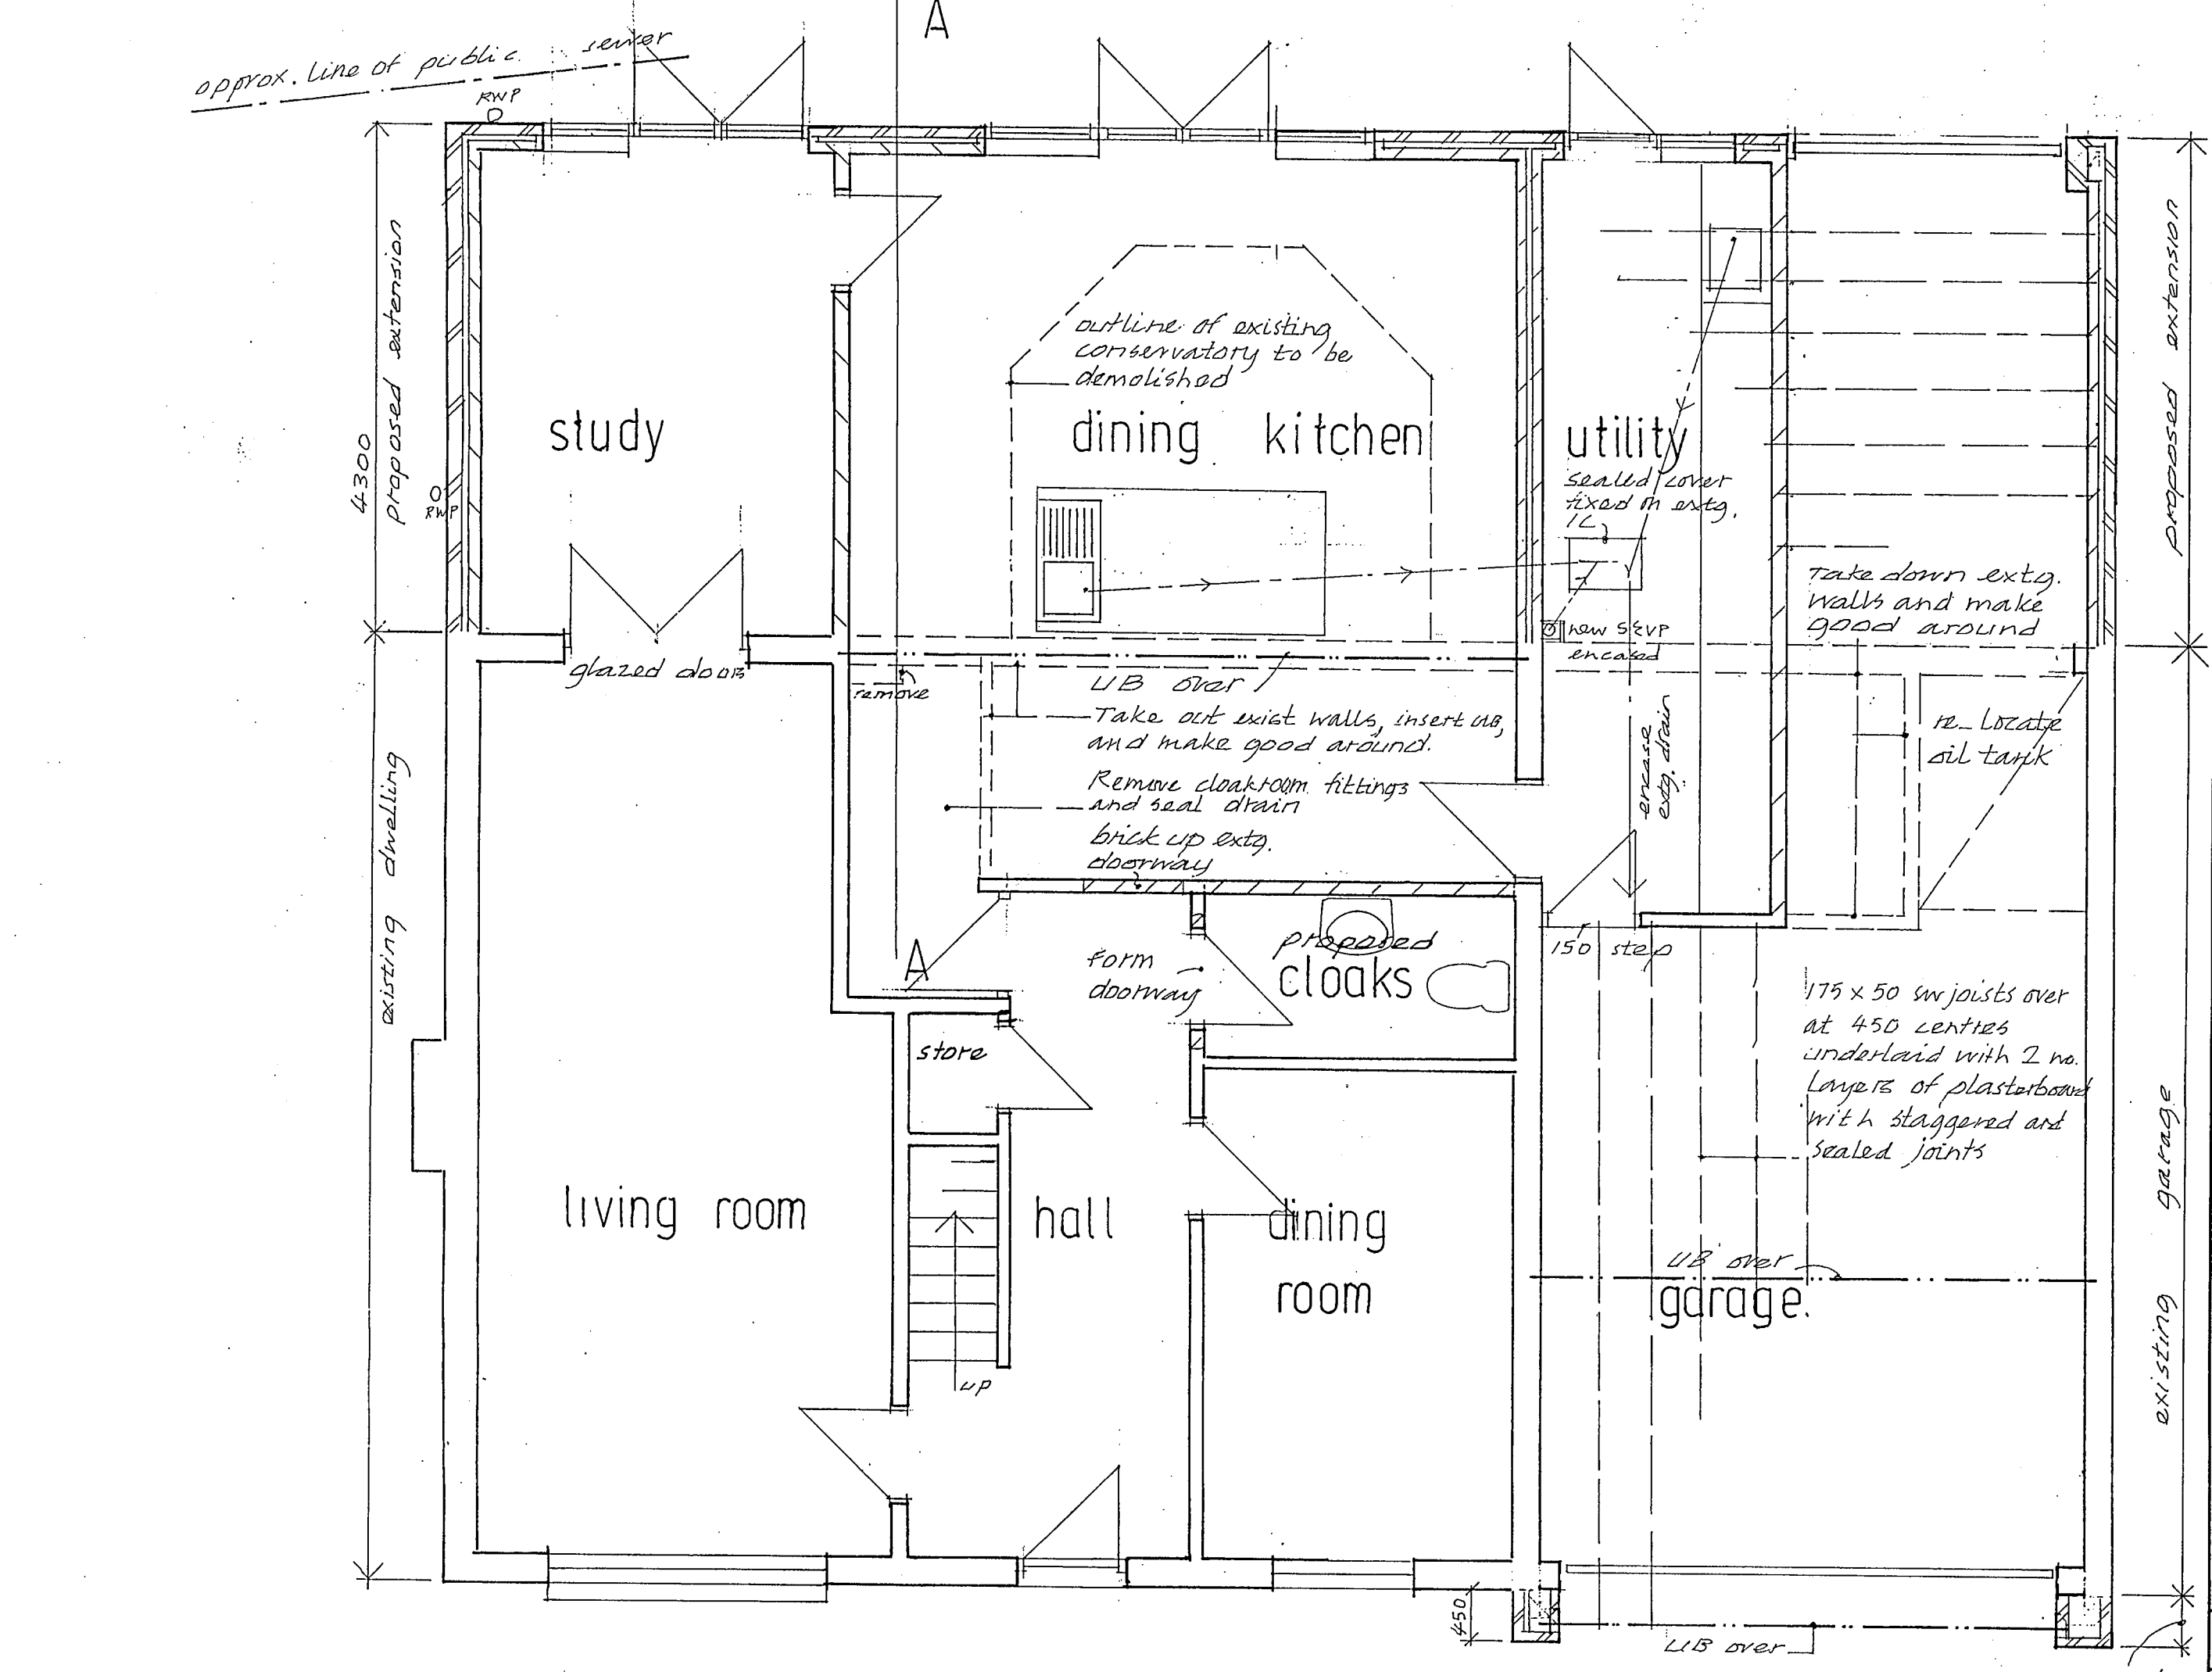 A
approx. line of public sewer
RWP
proposed extension
4300
RWP
study
outline of existing
conservatory to be
demolished
dining kitchen
utility
sealed cover
fixed on extg.
IC
new S&VP
encased
Take down extg.
walls and make
good around
proposed extension
glazed door
remove
UB over
Take out exist walls, insert UB,
and make good around.
Remove cloakroom fittings
and seal drain
brick up extg.
doorway
encase
extg. drain
re-locate
oil tank
existing dwelling
A
form
doorway
proposed
cloaks
150 step
store
175 x 50 sw joists over
at 450 centres
underlaid with 2 no.
layers of plasterboard
with staggered and
sealed joints
living room
hall
dining
room
up
UB over
garage.
existing garage
450
UB over